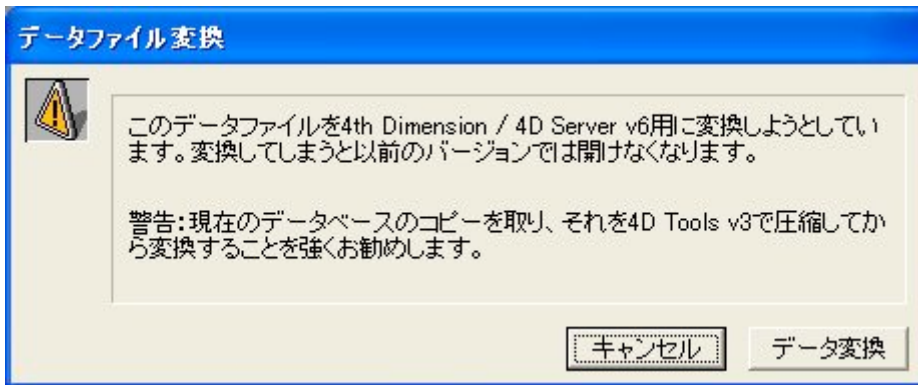 データファイル変換
このデータファイルを4th Dimension / 4D Server v6用に変換しようとしてい
ます。変換してしまうと以前のバージョンでは開けなくなります。
警告:現在のデータベースのコピーを取り、それを4D Tools v3で圧縮してか
ら変換することを強くお勧めします。
キャンセル
データ変換